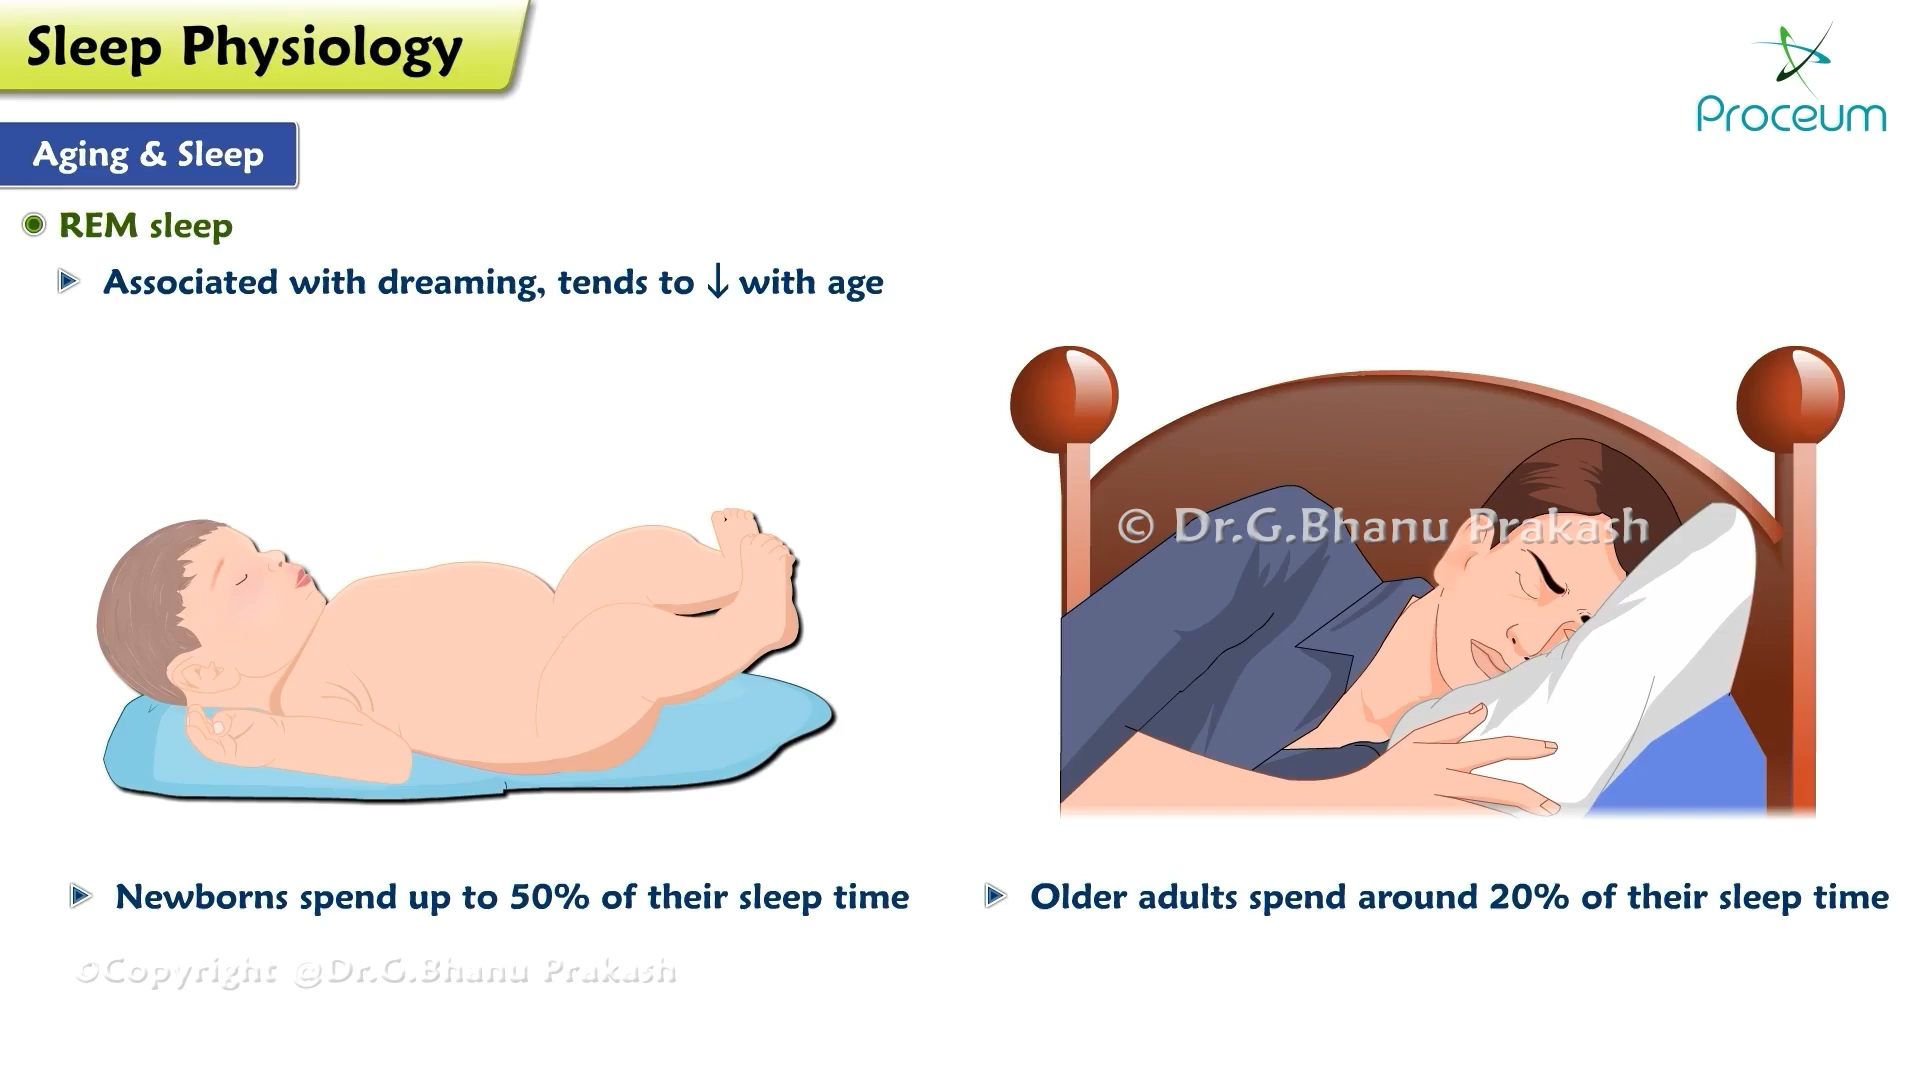 Sleep Physiology
Proceum
Aging & Sleep
REM sleep
Associated with dreaming, tends to ↓ with age
© Dr.G.Bhanu Prakash
Newborns spend up to 50% of their sleep time
Older adults spend around 20% of their sleep time
©Copyright @Dr.G.Bhanu Prakash